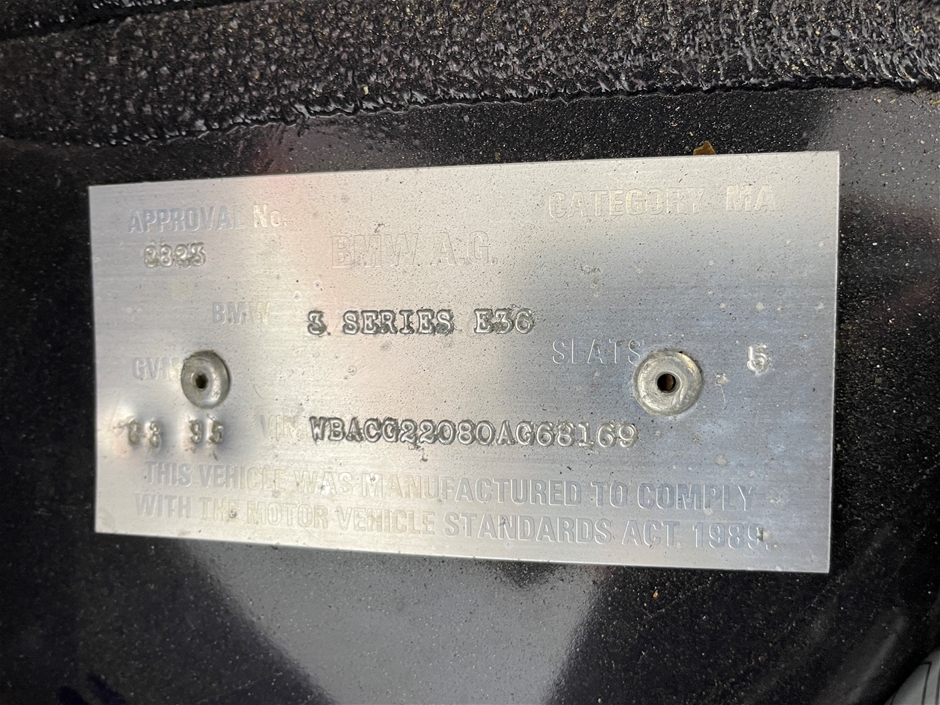 APPROVAL No. CATEGORY MA
BMW A.G.
BMW 3 SERIES E36
SEATS 5
GVM
95 VIN WBACG22080AG68169
THIS VEHICLE WAS MANUFACTURED TO COMPLY
WITH THE MOTOR VEHICLE STANDARDS ACT 1989.